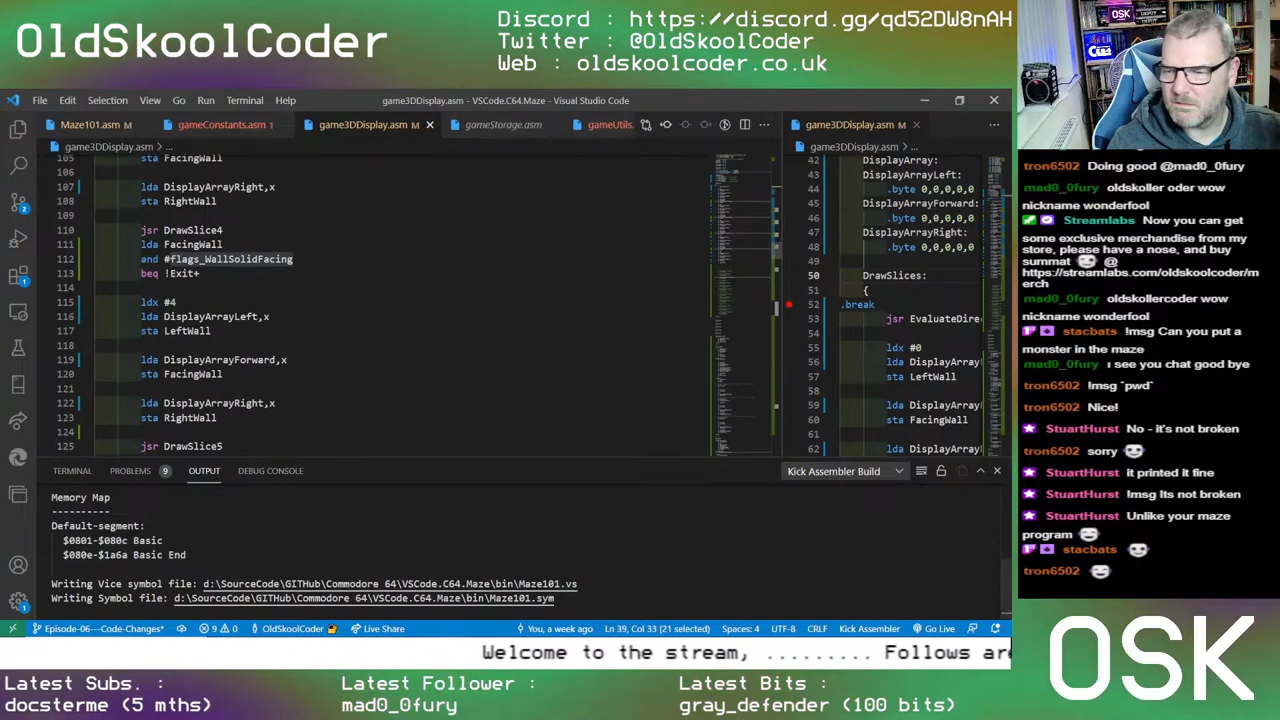 OldSkoolCoder
Discord : https://discord.gg/qd52DW8nAH
Twitter : @OldSkoolCoder
Web : oldskoolcoder.co.uk
File Edit Selection View Go Run Terminal Help
game3DDisplay.asm - VSCode.C64.Maze - Visual Studio Code
Maze101.asm M
gameConstants.asm 1
game3DDisplay.asm M
gameStorage.asm
gameUtils.
game3DDisplay.asm M
game3DDisplay.asm > ...
game3DDisplay.asm > ...
105 sta FacingWall
106
107 lda DisplayArrayRight,x
108 sta RightWall
109
110 jsr DrawSlice4
111 lda FacingWall
112 and #flags_WallSolidFacing
113 beq !Exit+
114
115 ldx #4
116 lda DisplayArrayLeft,x
117 sta LeftWall
118
119 lda DisplayArrayForward,x
120 sta FacingWall
121
122 lda DisplayArrayRight,x
123 sta RightWall
124
125 jsr DrawSlice5
42 DisplayArray:
43 DisplayArrayLeft:
44 .byte 0,0,0,0,0
45 DisplayArrayForward:
46 .byte 0,0,0,0,0
47 DisplayArrayRight:
48 .byte 0,0,0,0,0
49
50 DrawSlices:
51 {
52 .break
53 jsr EvaluateDire
54
55 ldx #0
56 lda DisplayArray
57 sta LeftWall
58
59 lda DisplayArray
60 sta FacingWall
61
62 lda DisplayArray
TERMINAL PROBLEMS 9 OUTPUT DEBUG CONSOLE
Kick Assembler Build
Memory Map
----------
Default-segment:
$0801-$080c Basic
$080e-$1a6a Basic End
Writing Vice symbol file: d:\SourceCode\GITHub\Commodore 64\VSCode.C64.Maze\bin\Maze101.vs
Writing Symbol file: d:\SourceCode\GITHub\Commodore 64\VSCode.C64.Maze\bin\Maze101.sym
Episode-06---Code-Changes* 9 0 OldSkoolCoder Live Share You, a week ago Ln 39, Col 33 (21 selected) Spaces: 4 UTF-8 CRLF Kick Assembler Go Live
Welcome to the stream, ......... Follows are
Latest Subs. :
docsterme (5 mths)
Latest Follower :
mad0_0fury
Latest Bits :
gray_defender (100 bits)
tron6502 Doing good @mad0_0fury
mad0_0fury oldskoller oder wow
nickname wonderfool
Streamlabs Now you can get
some exclusive merchandise from my
store, please have a nose, and buy
summat @
https://streamlabs.com/oldskoolcoder/m
erch
mad0_0fury oldskollercoder wow
nickname wonderfool
stacbats !msg Can you put a
monster in the maze
mad0_0fury ı see you chat good bye
tron6502 !msg `pwd`
tron6502 Nice!
StuartHurst No - it's not broken
tron6502 sorry
StuartHurst it printed it fine
StuartHurst !msg Its not broken
StuartHurst Unlike your maze
program
stacbats
tron6502
OSK